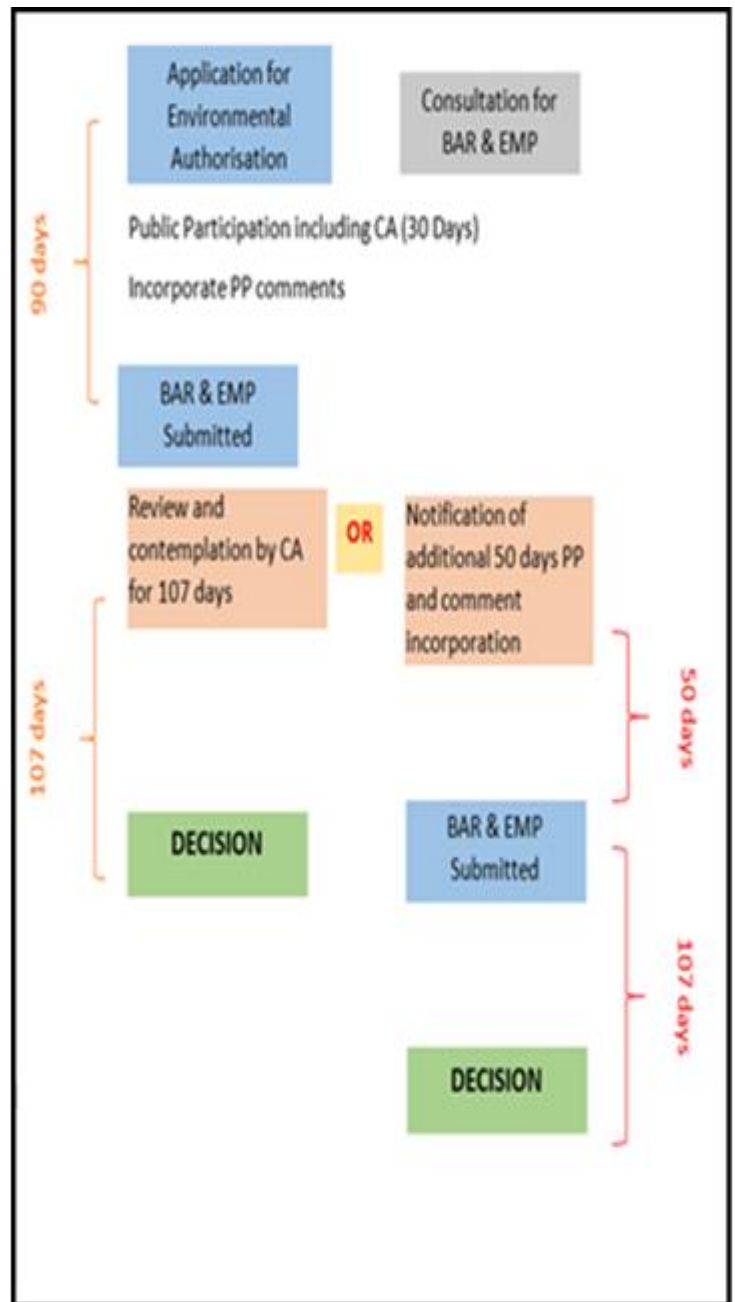 Application for
Environmental
Authorisation
Consultation for
BAR & EMP
90 days
Public Participation including CA (30 Days)
Incorporate PP comments
BAR & EMP
Submitted
Review and
contemplation by CA
for 107 days
OR
Notification of
additional 50 days PP
and comment
incorporation
107 days
50 days
DECISION
BAR & EMP
Submitted
107 days
DECISION